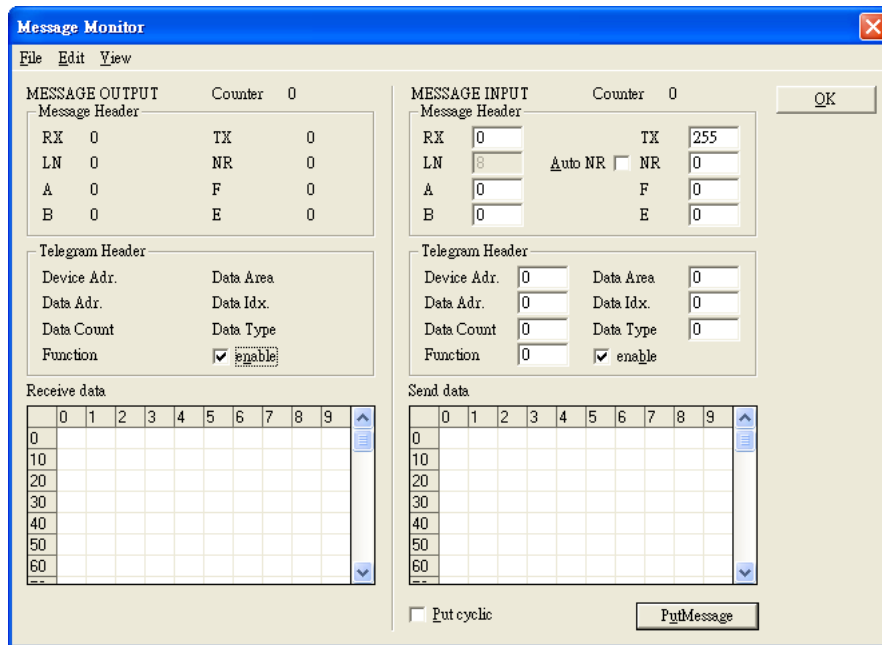 Message Monitor
File Edit View
MESSAGE OUTPUT Counter 0
Message Header
RX 0 TX 0
LN 0 NR 0
A 0 F 0
B 0 E 0
Telegram Header
Device Adr. Data Area
Data Adr. Data Idx.
Data Count Data Type
Function enable
Receive data
0 1 2 3 4 5 6 7 8 9
0
10
20
30
40
50
60
MESSAGE INPUT Counter 0
Message Header
RX 0 TX 255
LN 8 Auto NR NR 0
A 0 F 0
B 0 E 0
Telegram Header
Device Adr. 0 Data Area 0
Data Adr. 0 Data Idx. 0
Data Count 0 Data Type 0
Function 0 enable
Send data
0 1 2 3 4 5 6 7 8 9
0
10
20
30
40
50
60
Put cyclic PutMessage
OK